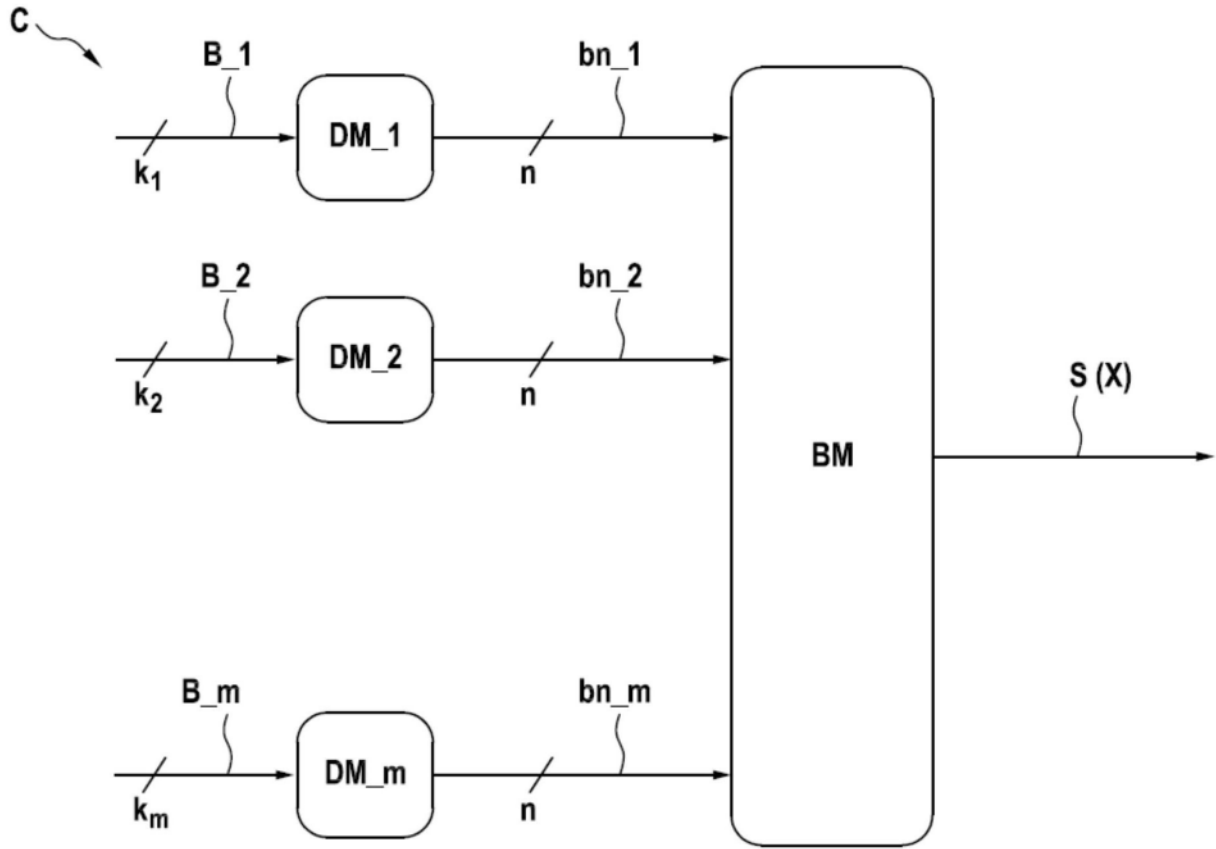 C
B_1
bn_1
DM_1
k₁
n
B_2
bn_2
DM_2
k₂
n
S (X)
BM
B_m
bn_m
DM_m
kₘ
n